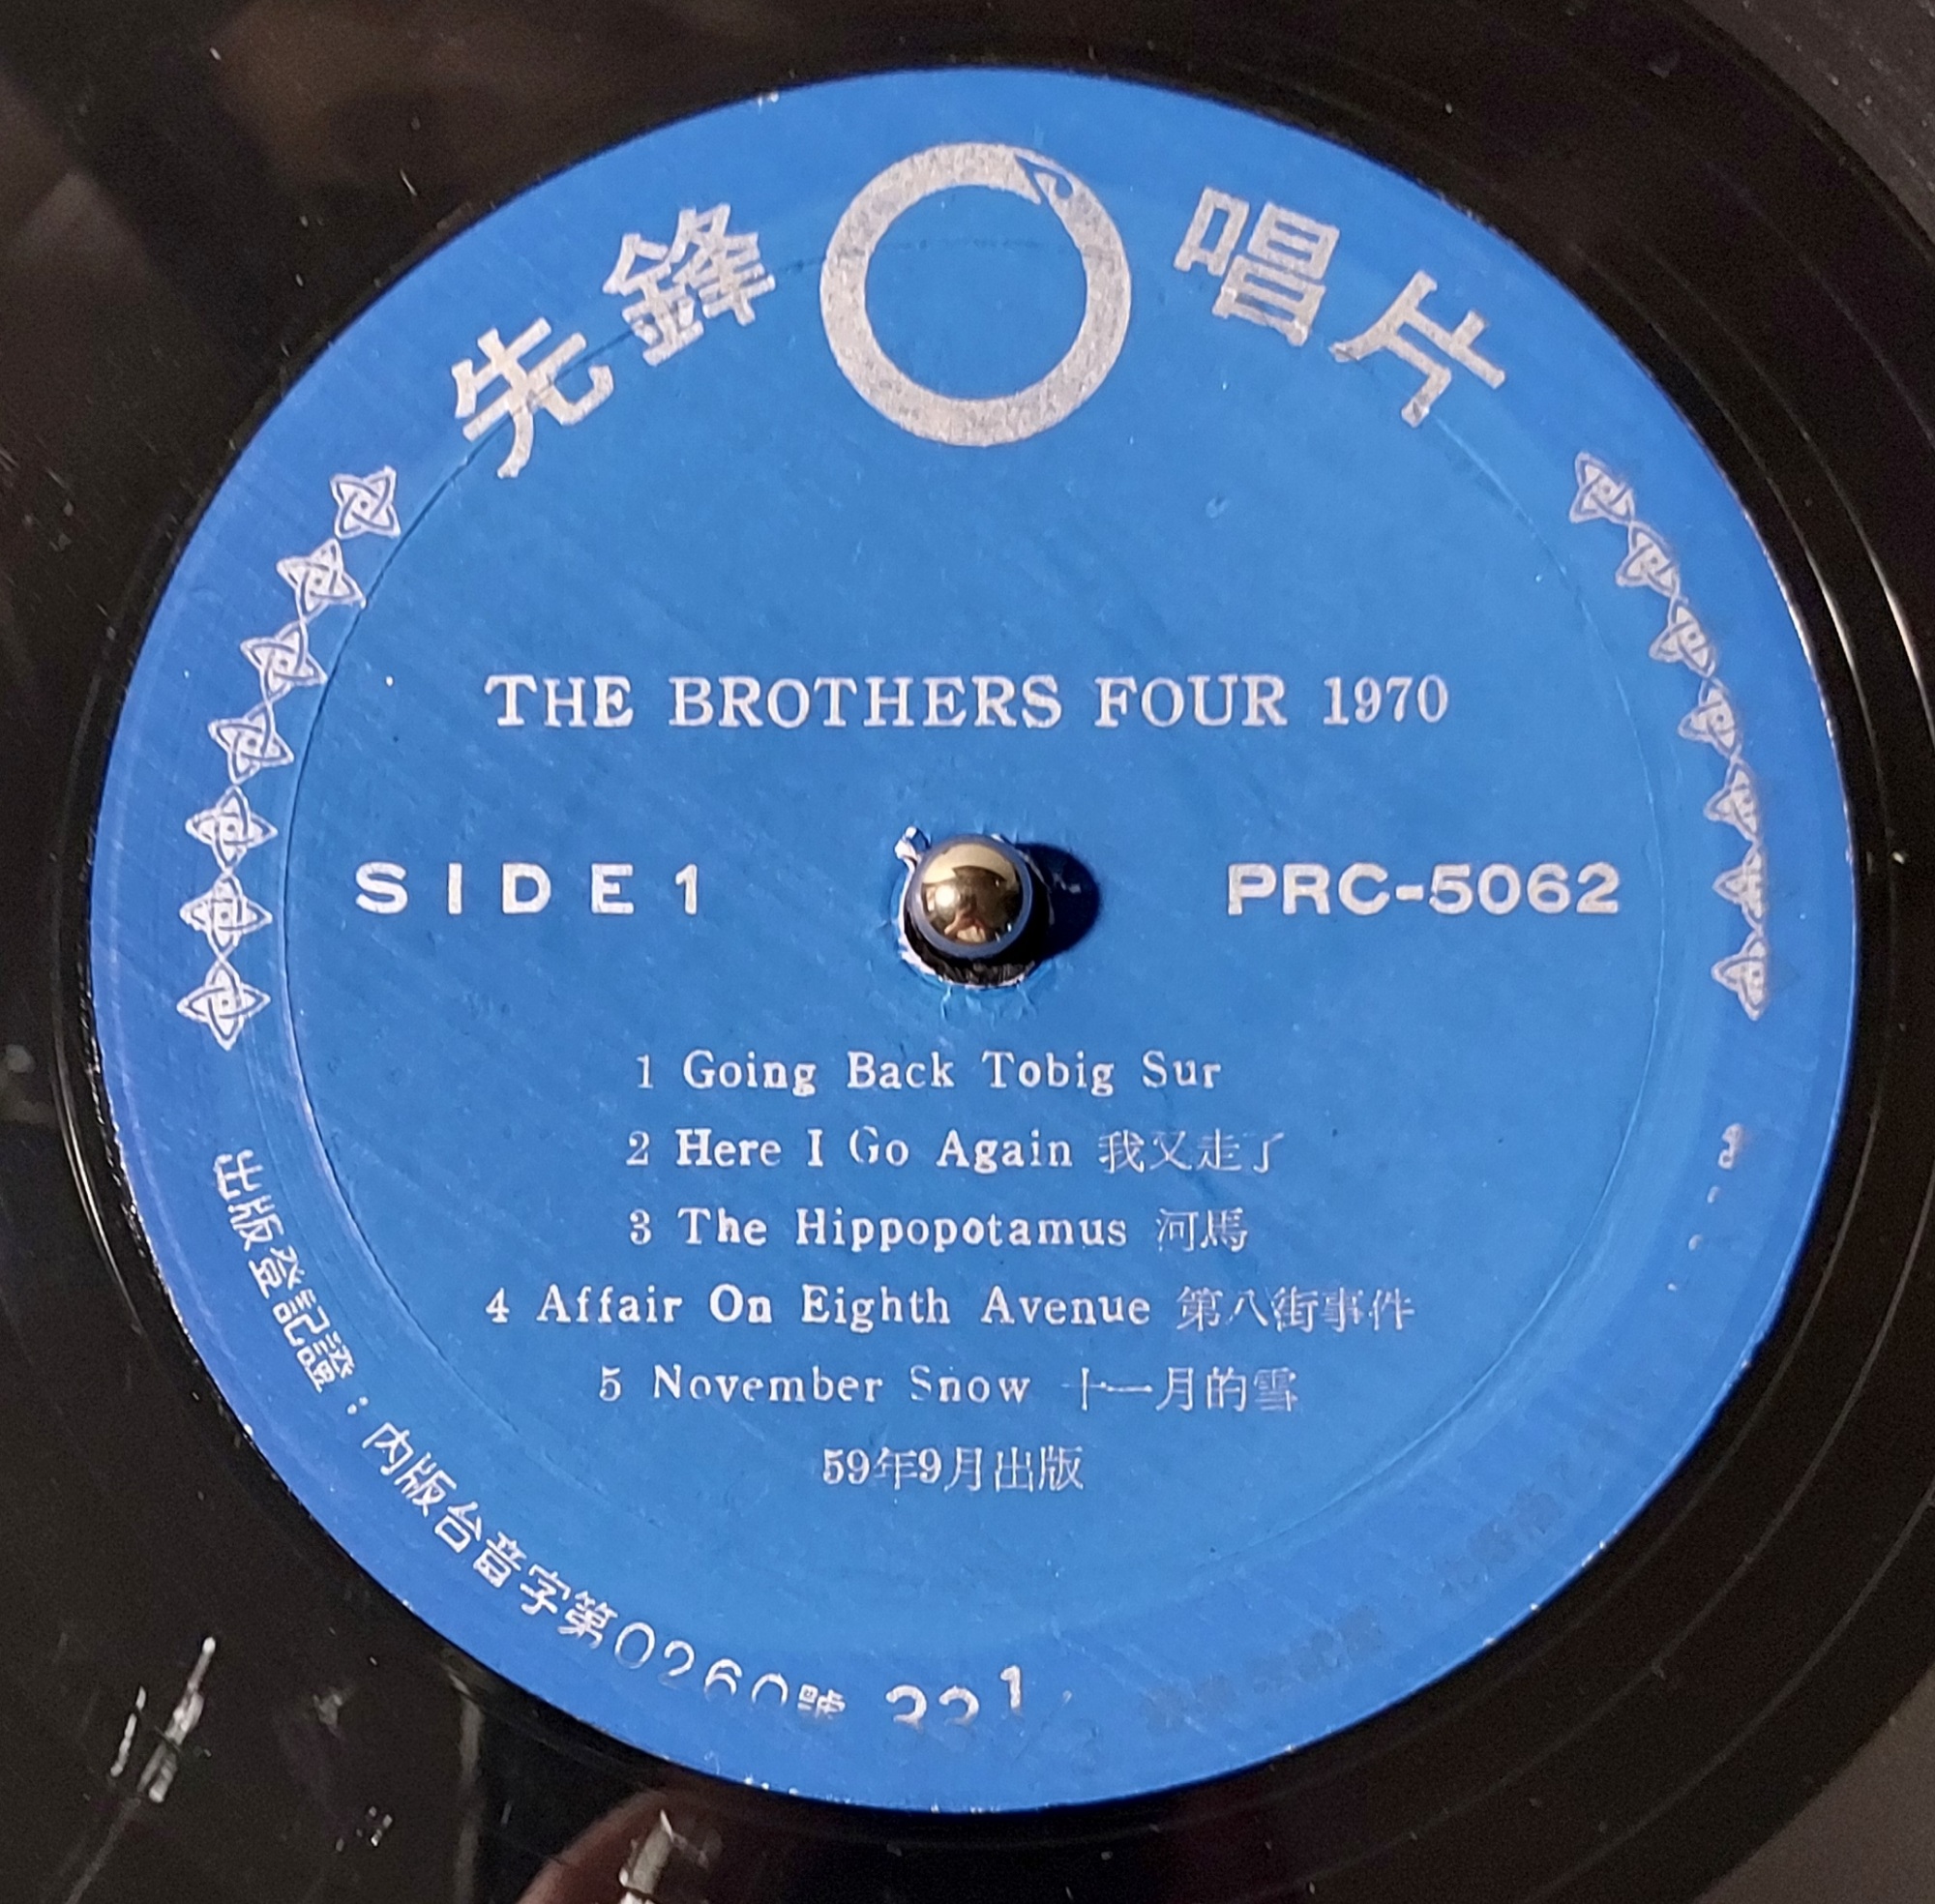 先鋒唱片
THE BROTHERS FOUR 1970
SIDE 1
PRC-5062
1 Going Back Tobig Sur
2 Here I Go Again 我又走了
3 The Hippopotamus 河馬
4 Affair On Eighth Avenue 第八街事件
5 November Snow 十一月的雪
59年9月出版
出版登記證：內版台音字第0260號 33 1